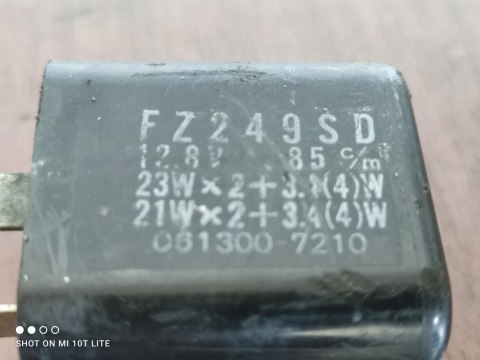 FZ249SD
12.8V 85 c/m
23W×2+3.4(4)W
21W×2+3.4(4)W
061300-7210
SHOT ON MI 10T LITE